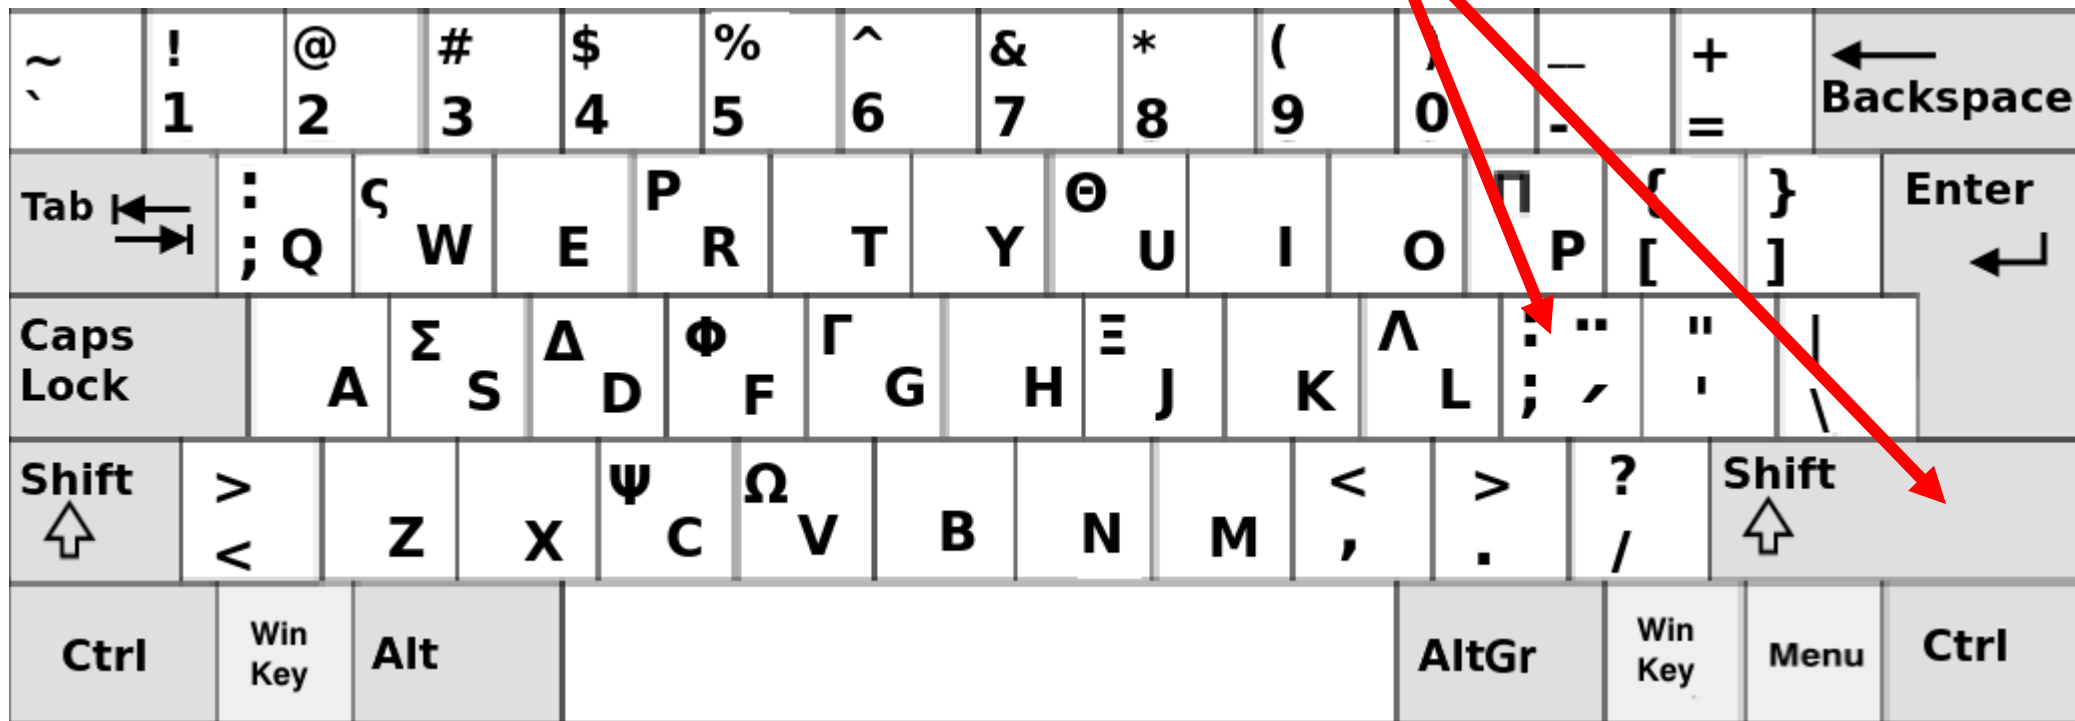 ~ ! @ # $ % ^ & * ( ) _ +
` 1 2 3 4 5 6 7 8 9 0 - = Backspace
: ς Ρ Θ Π { } Enter
Tab ; Q W E R T Y U I O P [ ]
Caps Σ Δ Φ Γ Ξ Λ : ¨ " |
Lock A S D F G H J K L ; ΄ ' \
Shift > Ψ Ω < > ? Shift
< Z X C V B N M , . /
Ctrl Win Key Alt AltGr Win Key Menu Ctrl